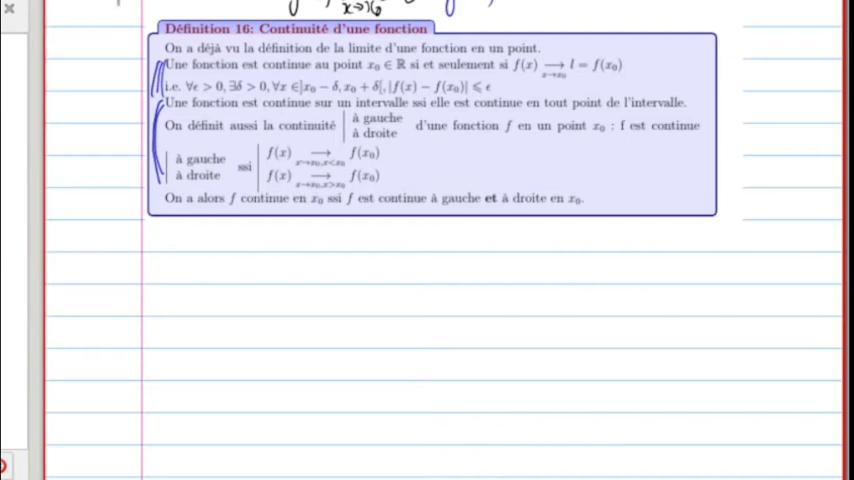 x→x₀
Définition 16: Continuité d'une fonction
On a déjà vu la définition de la limite d'une fonction en un point.
Une fonction est continue au point x₀ ∈ ℝ si et seulement si f(x) ⟶ l = f(x₀)
x→x₀
i.e. ∀ϵ > 0, ∃δ > 0, ∀x ∈]x₀ − δ, x₀ + δ[, |f(x) − f(x₀)| ⩽ ϵ
Une fonction est continue sur un intervalle ssi elle est continue en tout point de l'intervalle.
On définit aussi la continuité | à gauche | à droite d'une fonction f en un point x₀ : f est continue
| à gauche | à droite ssi | f(x) ⟶ f(x₀) x→x₀,x<x₀
| f(x) ⟶ f(x₀) x→x₀,x>x₀
On a alors f continue en x₀ ssi f est continue à gauche et à droite en x₀.